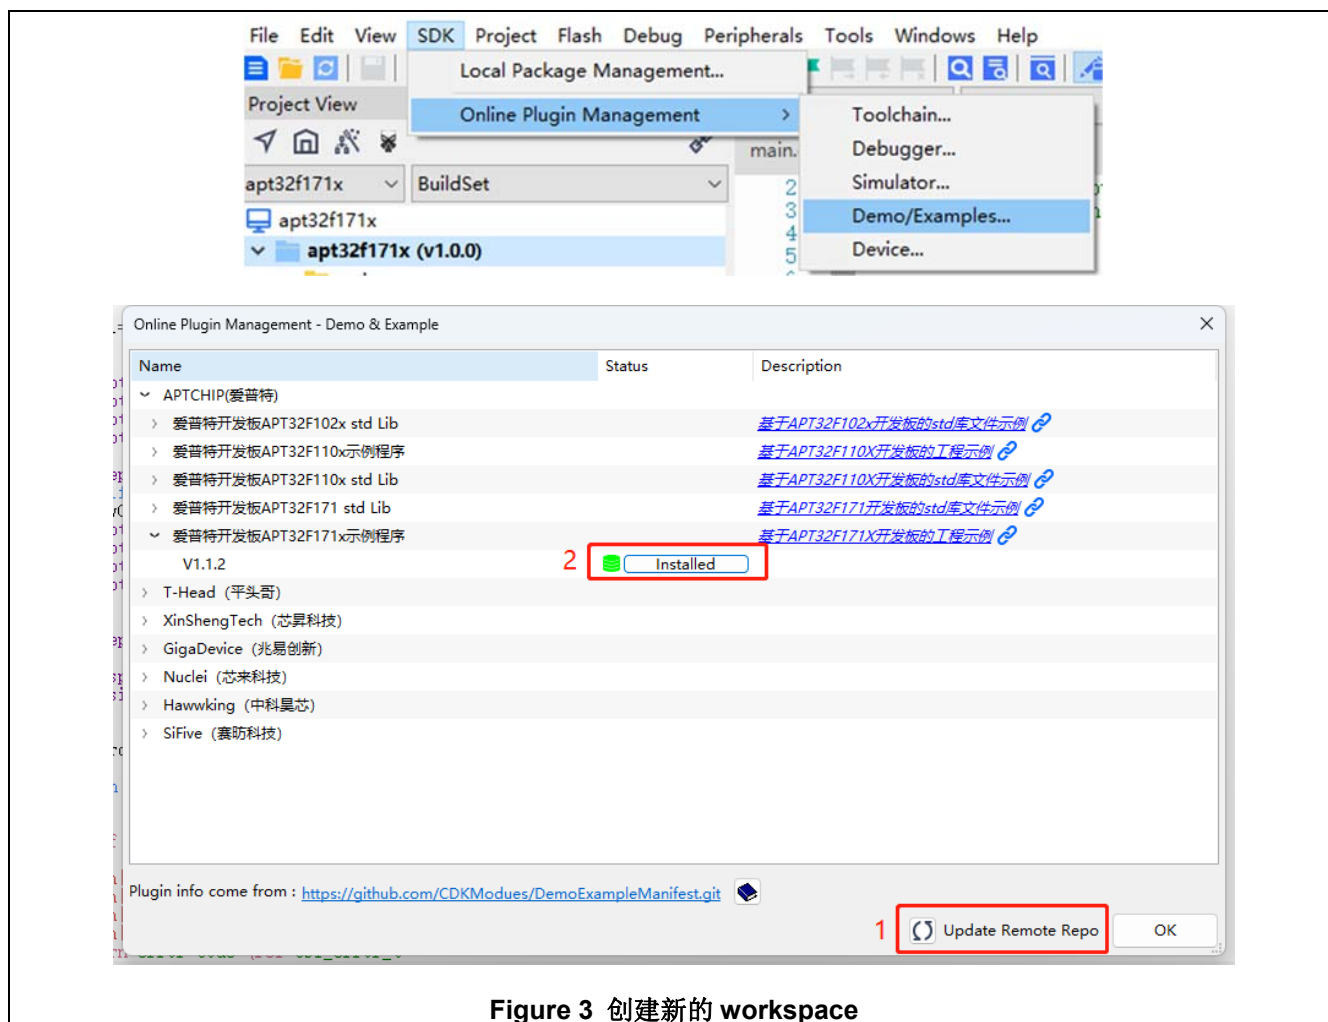 File Edit View SDK Project Flash Debug Peripherals Tools Windows Help
Local Package Management...
Project View
Online Plugin Management
Toolchain...
main.
Debugger...
apt32f171x BuildSet
2
Simulator...
apt32f171x
3
Demo/Examples...
4
apt32f171x (v1.0.0)
5
Device...
Online Plugin Management - Demo & Example
Name Status Description
APTCHIP(爱普特)
爱普特开发板APT32F102x std Lib 基于APT32F102x开发板的std库文件示例
爱普特开发板APT32F110x示例程序 基于APT32F110X开发板的工程示例
爱普特开发板APT32F110x std Lib 基于APT32F110X开发板的std库文件示例
爱普特开发板APT32F171 std Lib 基于APT32F171开发板的std库文件示例
爱普特开发板APT32F171x示例程序 基于APT32F171X开发板的工程示例
V1.1.2 2 Installed
T-Head (平头哥)
XinShengTech (芯昇科技)
GigaDevice (兆易创新)
Nuclei (芯来科技)
Hawwking (中科昊芯)
SiFive (赛昉科技)
Plugin info come from : https://github.com/CDKModues/DemoExampleManifest.git
1 Update Remote Repo OK
Figure 3 创建新的 workspace